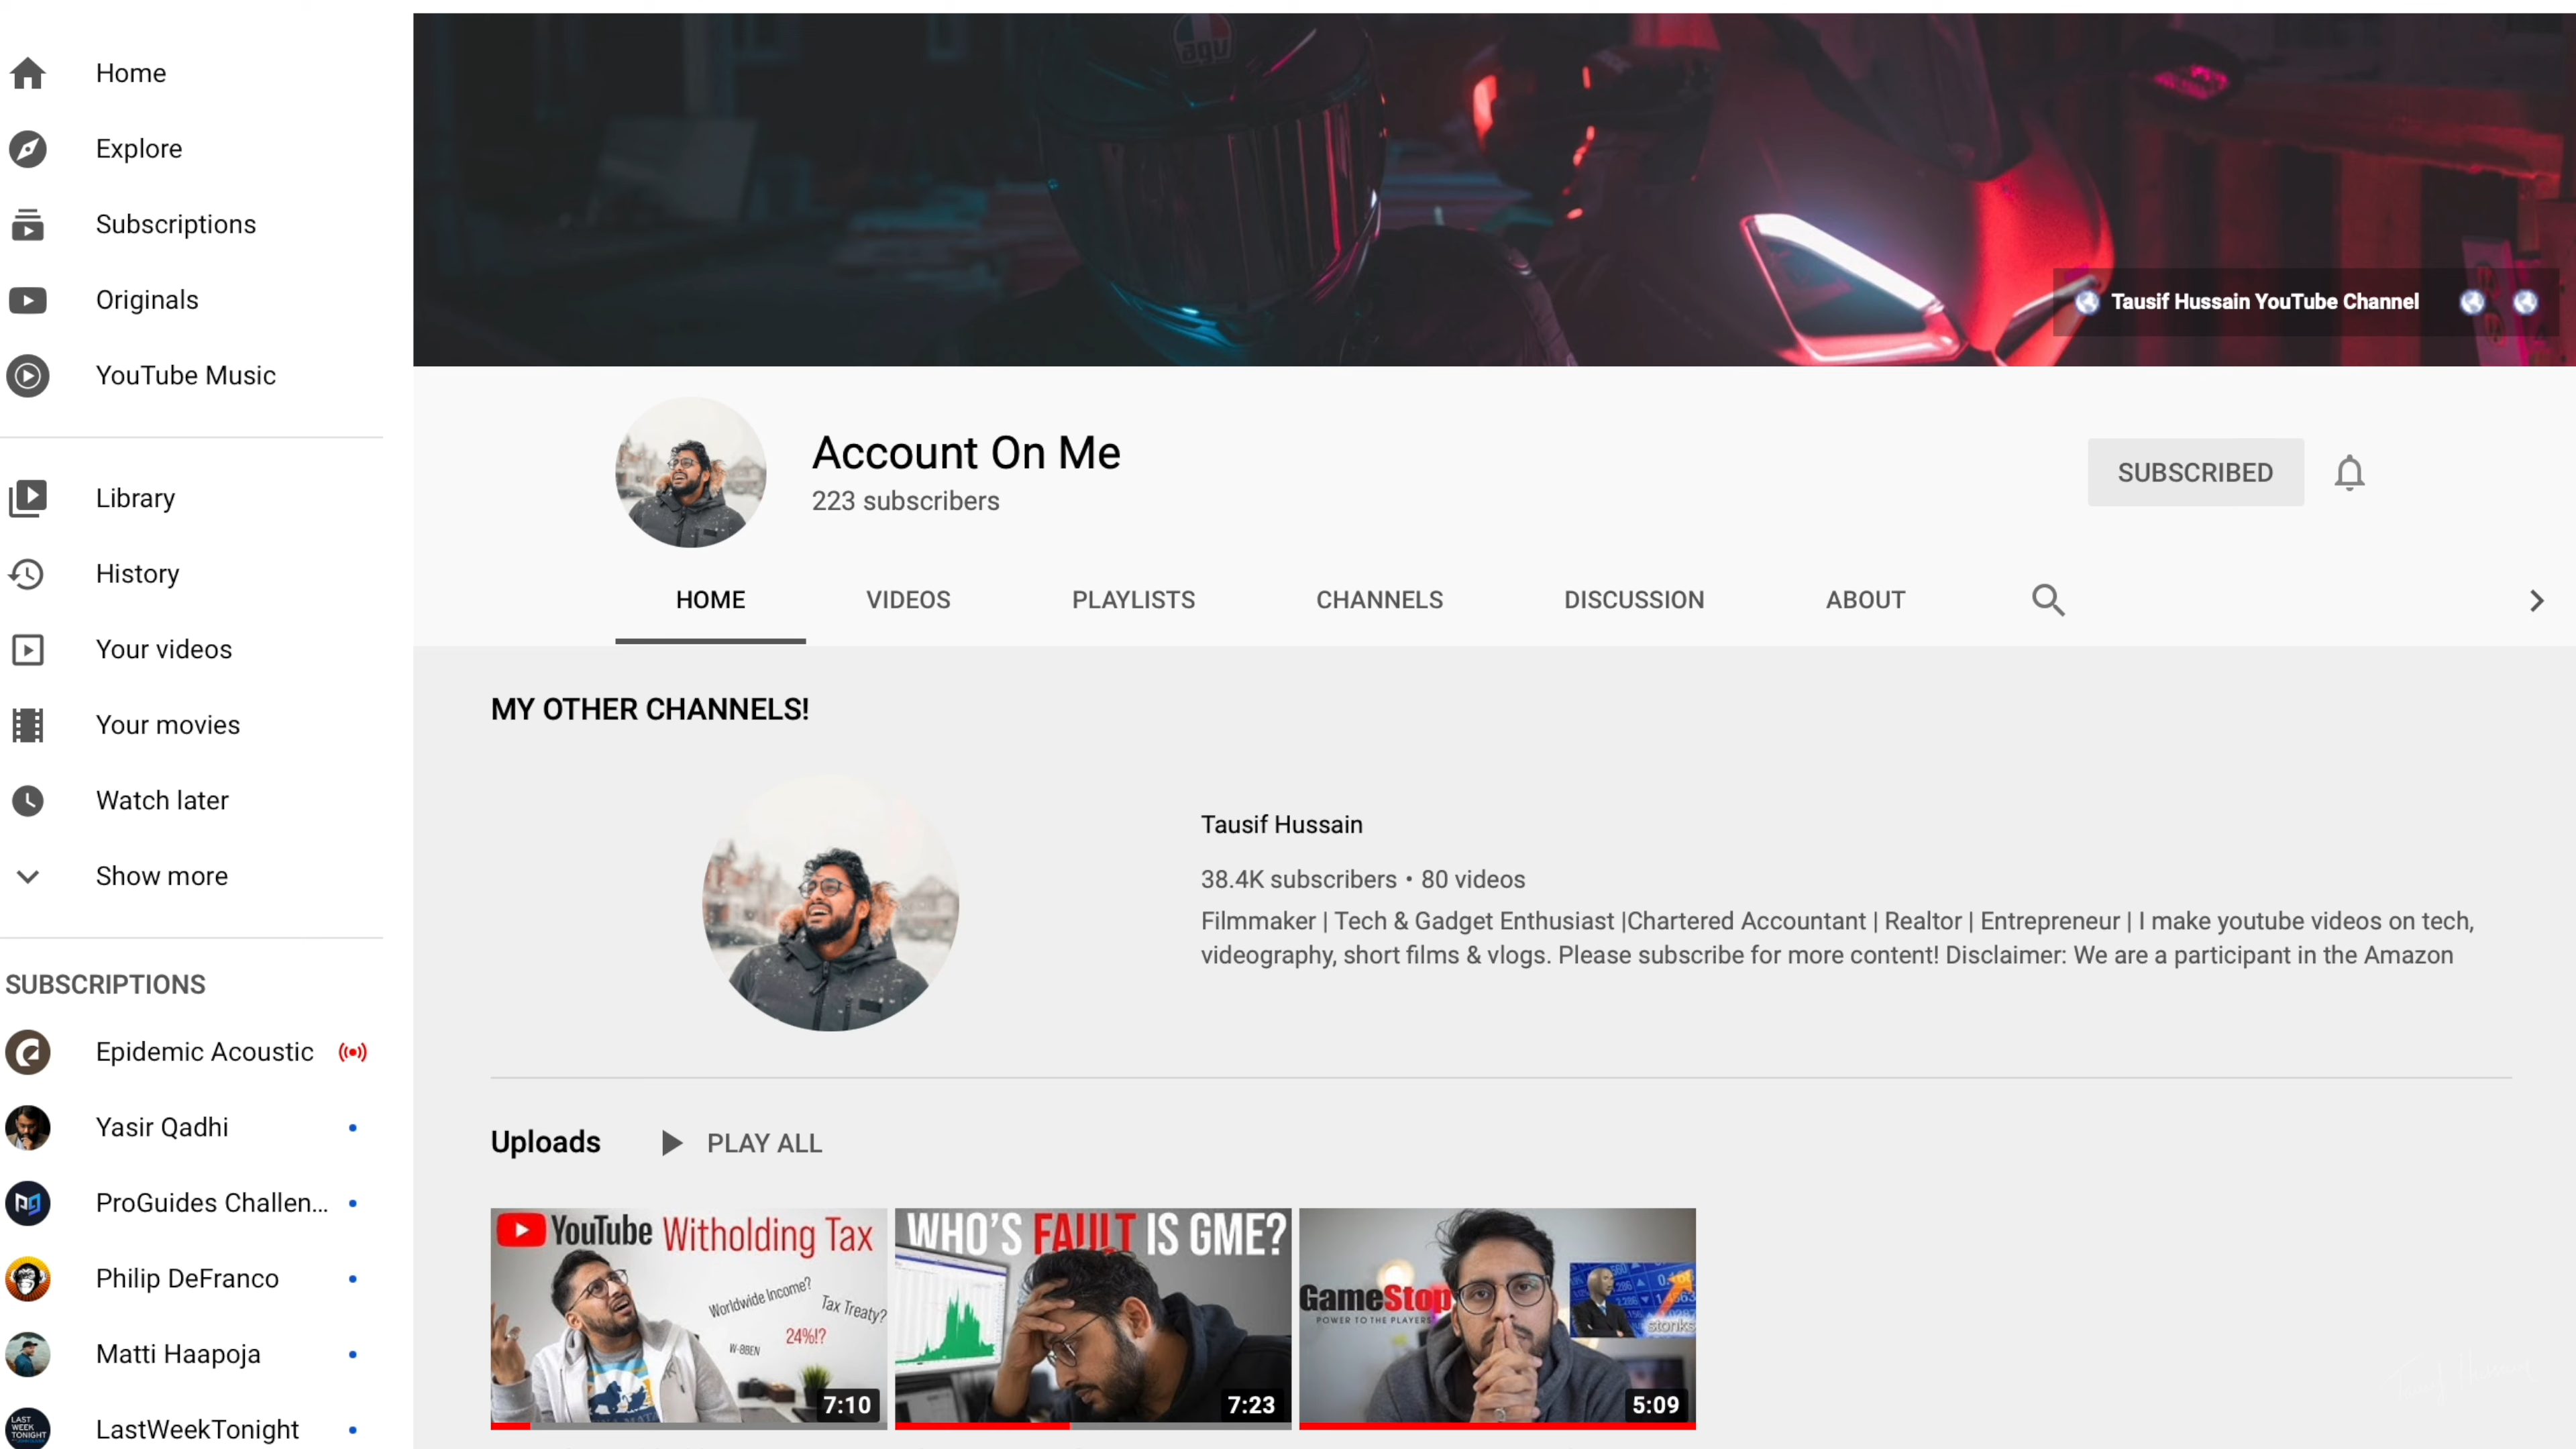 Home
Explore
Subscriptions
Originals
YouTube Music
Library
History
Your videos
Your movies
Watch later
Show more
SUBSCRIPTIONS
Epidemic Acoustic
Yasir Qadhi
ProGuides Challen...
Philip DeFranco
Matti Haapoja
LAST
WEEK
TONIGHT
LastWeekTonight
agv
Tausif Hussain YouTube Channel
Account On Me
223 subscribers
SUBSCRIBED
HOME VIDEOS PLAYLISTS CHANNELS DISCUSSION ABOUT
MY OTHER CHANNELS!
Tausif Hussain
38.4K subscribers • 80 videos
Filmmaker | Tech & Gadget Enthusiast |Chartered Accountant | Realtor | Entrepreneur | I make youtube videos on tech,
videography, short films & vlogs. Please subscribe for more content! Disclaimer: We are a participant in the Amazon
Uploads PLAY ALL
YouTube Witholding Tax
Worldwide Income?
Tax Treaty?
24%!?
W-8BEN
7:10
WHO'S FAULT IS GME?
7:23
GameStop
POWER TO THE PLAYERS
stonks
5:09